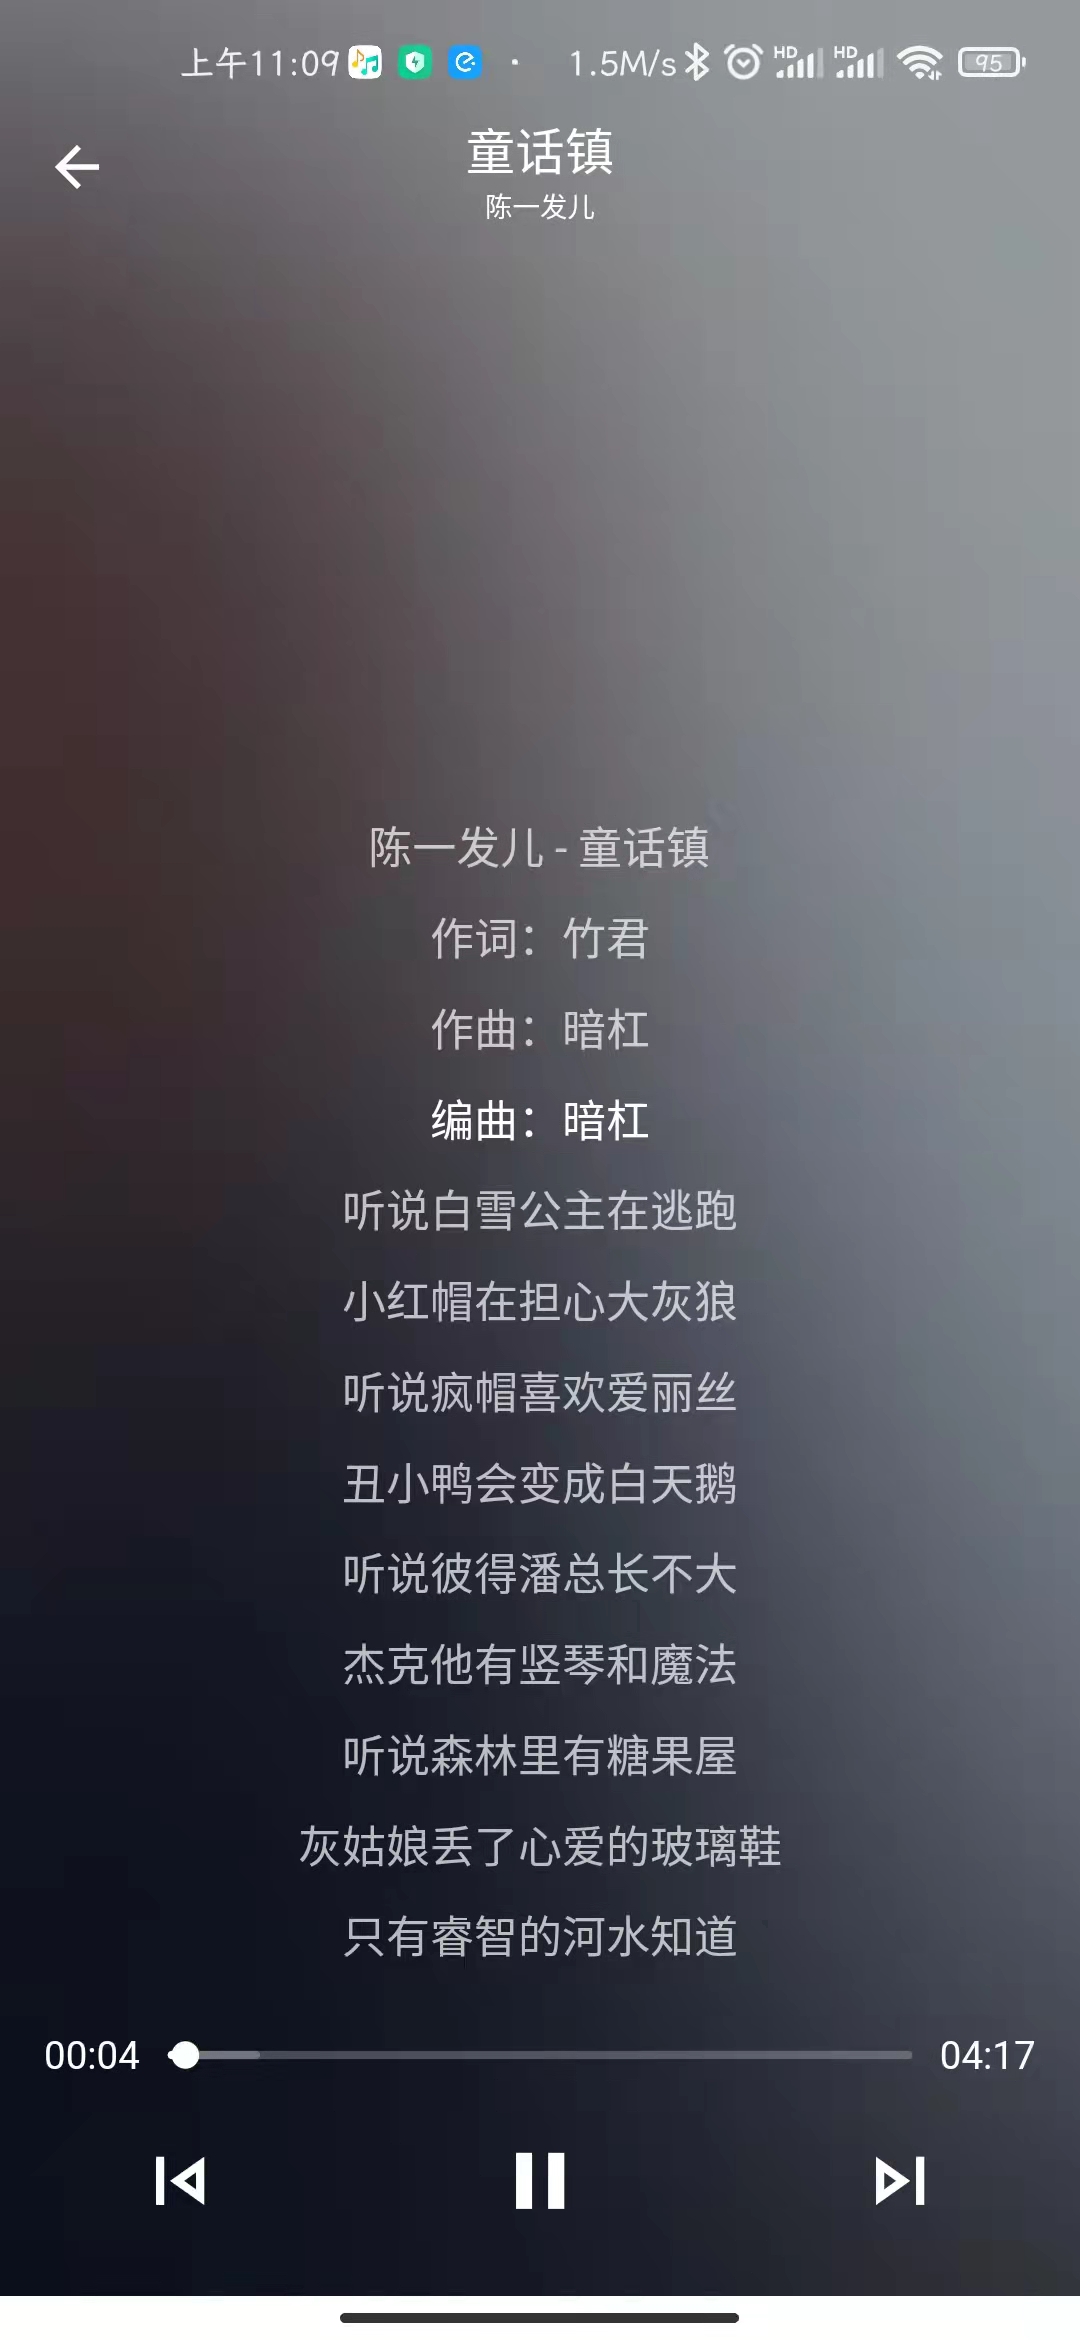 上午11:09 1.5M/s HD HD 95
童话镇
陈一发儿
陈一发儿 - 童话镇
作词：竹君
作曲：暗杠
编曲：暗杠
听说白雪公主在逃跑
小红帽在担心大灰狼
听说疯帽喜欢爱丽丝
丑小鸭会变成白天鹅
听说彼得潘总长不大
杰克他有竖琴和魔法
听说森林里有糖果屋
灰姑娘丢了心爱的玻璃鞋
只有睿智的河水知道
00:04 04:17